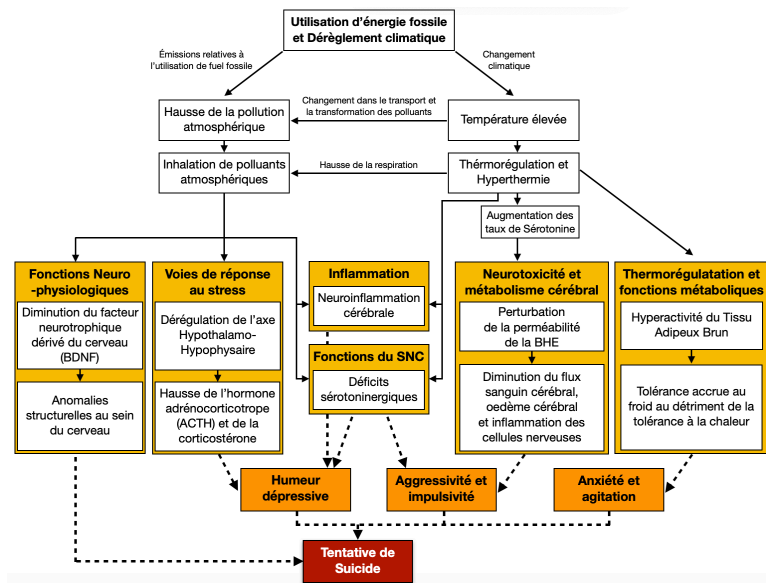 Utilisation d'énergie fossile
et Dérèglement climatique
Émissions relatives à
l'utilisation de fuel fossile
Changement
climatique
Hausse de la pollution
atmosphérique
Changement dans le transport et
la transformation des polluants
Température élevée
Inhalation de polluants
atmosphériques
Hausse de la respiration
Thérmorégulation et
Hyperthermie
Augmentation des
taux de Sérotonine
Fonctions Neuro
-physiologiques
Diminution du facteur
neurotrophique
dérivé du cerveau
(BDNF)
Anomalies
structurelles au sein
du cerveau
Voies de réponse
au stress
Dérégulation de l'axe
Hypothalamo-
Hypophysaire
Hausse de l'hormone
adrénocorticotrope
(ACTH) et de la
corticostérone
Inflammation
Neuroinflammation
cérébrale
Fonctions du SNC
Déficits
sérotoninergiques
Neurotoxicité et
métabolisme cérébral
Perturbation
de la perméabilité
de la BHE
Diminution du flux
sanguin cérébral,
oedème cérébral
et inflammation des
cellules nerveuses
Thermorégulatation et
fonctions métaboliques
Hyperactivité du Tissu
Adipeux Brun
Tolérance accrue au
froid au détriment de la
tolérance à la chaleur
Humeur
dépressive
Aggressivité et
impulsivité
Anxiété et
agitation
Tentative de
Suicide